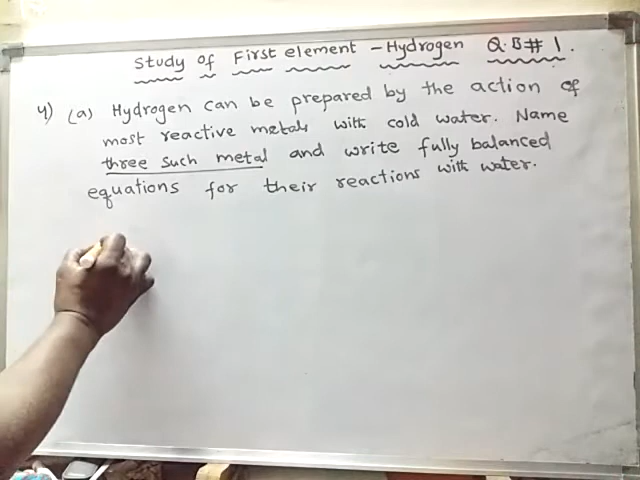 Study of First element - Hydrogen Q.B# 1.
4) (a) Hydrogen can be prepared by the action of
most reactive metals with cold water. Name
three such metal and write fully balanced
equations for their reactions with water.